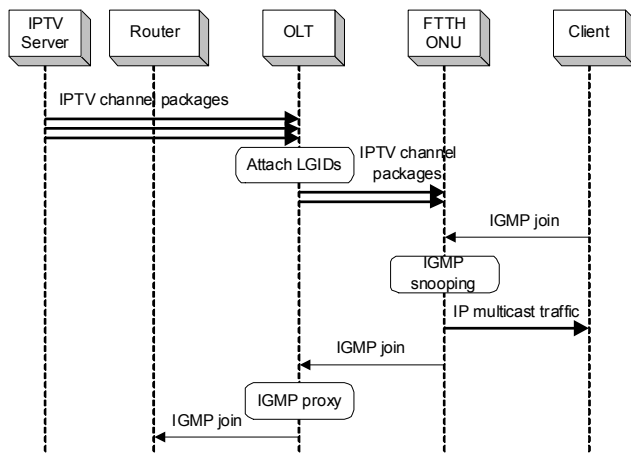 IPTV
Server
Router
OLT
FTTH
ONU
Client
IPTV channel packages
Attach LGIDs
IPTV channel
packages
IGMP join
IGMP
snooping
IP multicast traffic
IGMP join
IGMP proxy
IGMP join